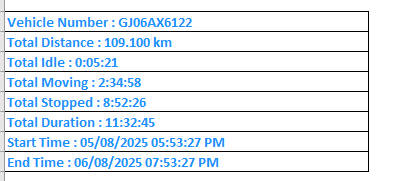 Vehicle Number : GJ06AX6122
Total Distance : 109.100 km
Total Idle : 0:05:21
Total Moving : 2:34:58
Total Stopped : 8:52:26
Total Duration : 11:32:45
Start Time : 05/08/2025 05:53:27 PM
End Time : 06/08/2025 07:53:27 PM